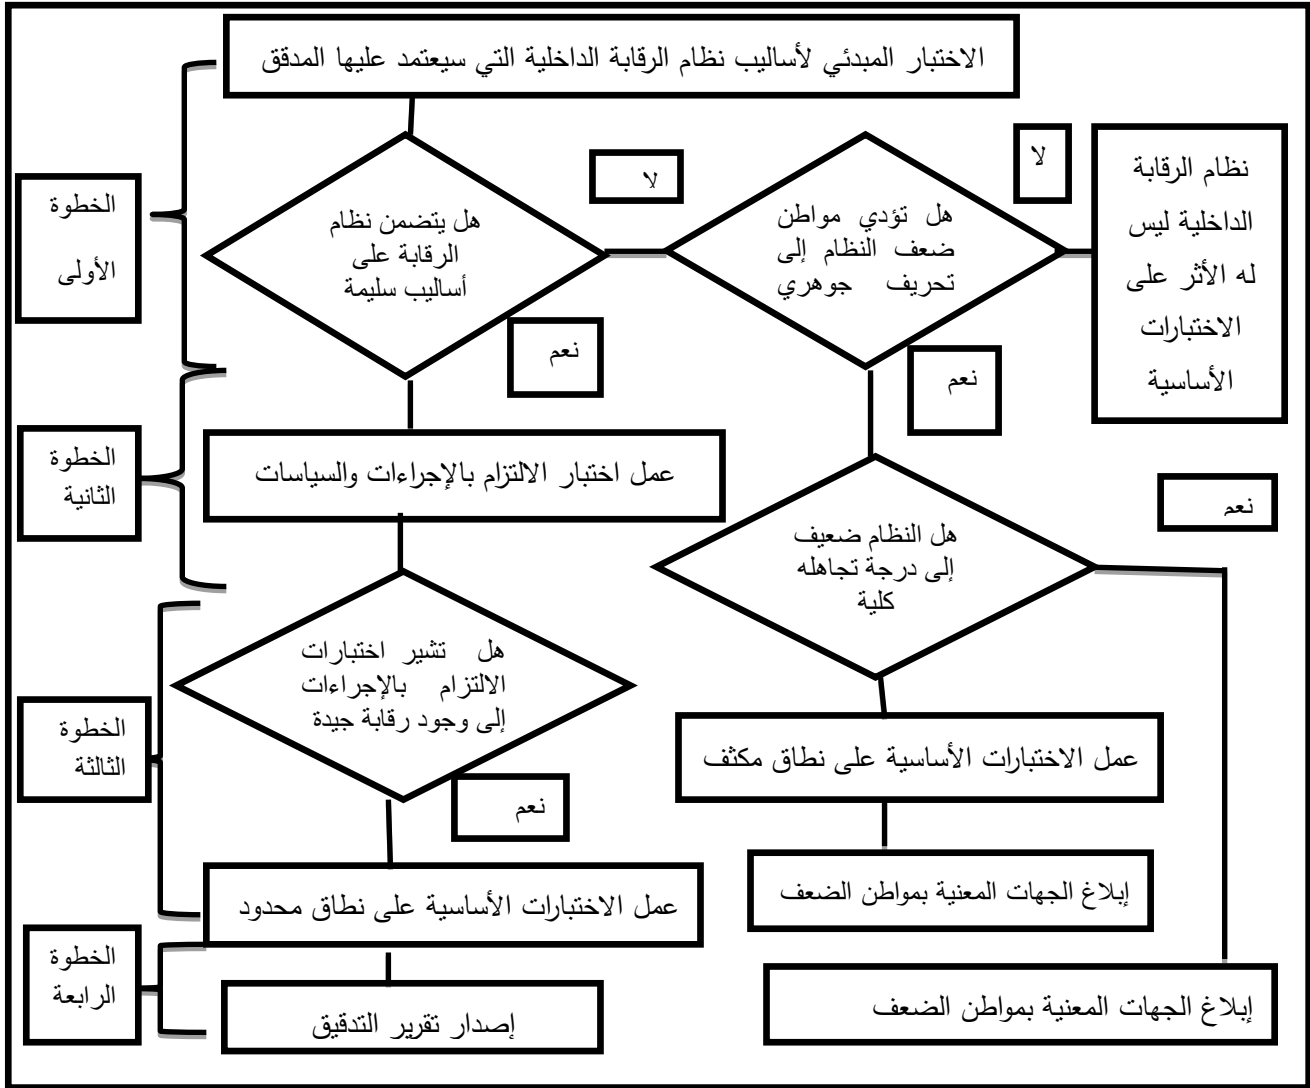 الاختبار المبدئي لأساليب نظام الرقابة الداخلية التي سيعتمد عليها المدقق
نظام الرقابة
الداخلية ليس
له الأثر على
الاختبارات
الأساسية
لا
هل تؤدي مواطن
ضعف النظام إلى
تحريف جوهري
لا
هل يتضمن نظام
الرقابة على
أساليب سليمة
الخطوة
الأولى
نعم
نعم
عمل اختبار الالتزام بالإجراءات والسياسات
الخطوة
الثانية
نعم
هل النظام ضعيف
إلى درجة تجاهله
كلية
هل تشير اختبارات
الالتزام بالإجراءات
إلى وجود رقابة جيدة
الخطوة
الثالثة
عمل الاختبارات الأساسية على نطاق مكثف
نعم
إبلاغ الجهات المعنية بمواطن الضعف
عمل الاختبارات الأساسية على نطاق محدود
الخطوة
الرابعة
إبلاغ الجهات المعنية بمواطن الضعف
إصدار تقرير التدقيق